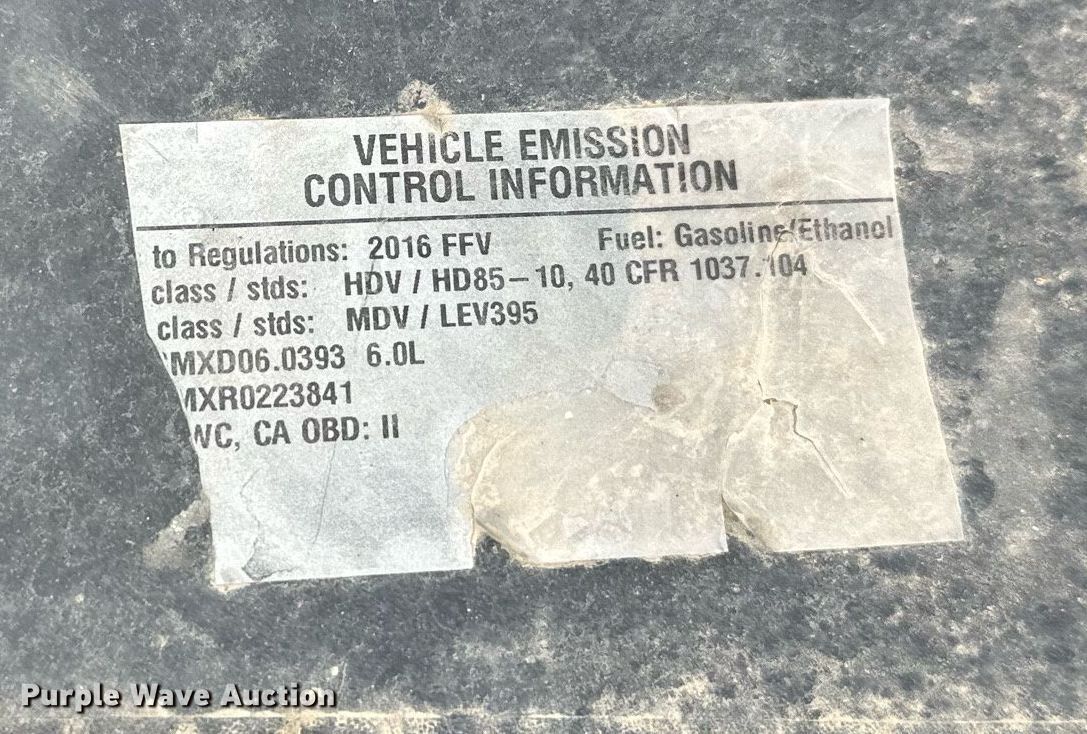 VEHICLE EMISSION
CONTROL INFORMATION
to Regulations: 2016 FFV Fuel: Gasoline/Ethanol
class / stds: HDV / HD85-10, 40 CFR 1037.104
class / stds: MDV / LEV395
MXD06.0393 6.0L
MXR0223841
WC, CA OBD: II
Purple Wave Auction